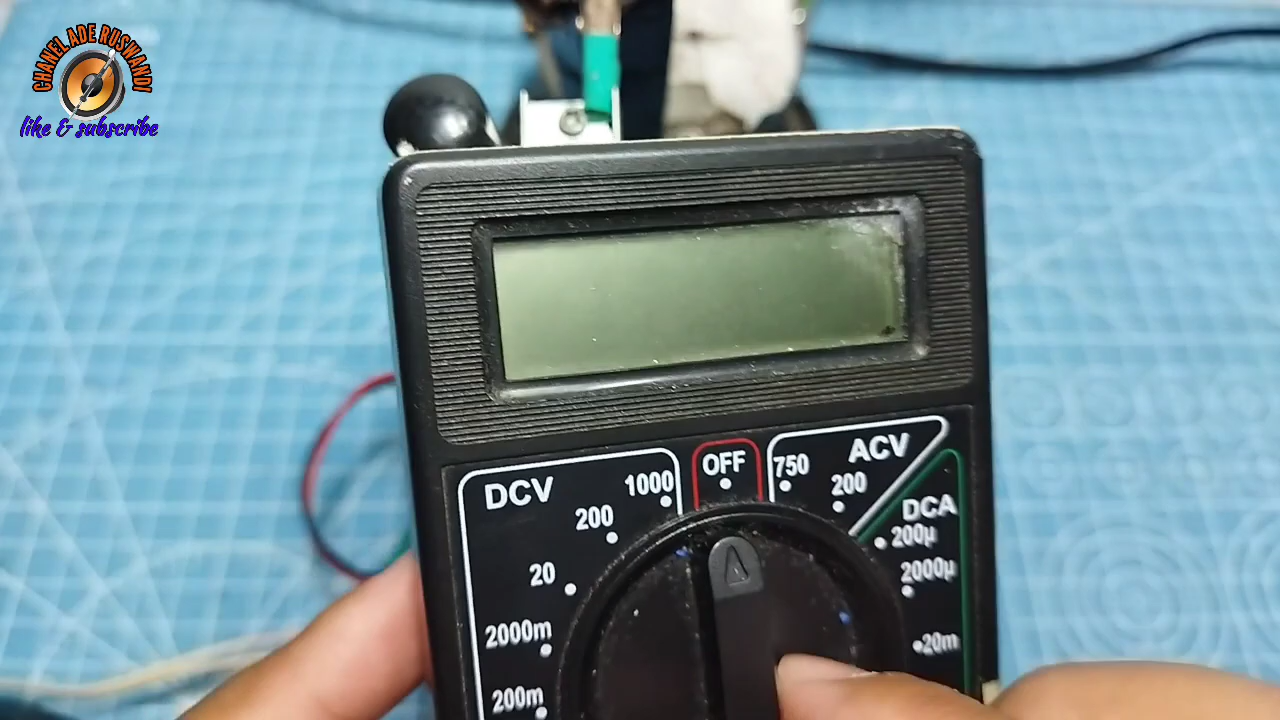 CHANEL ADE RUSWANDI
like & subscribe
OFF
750
ACV
200
DCV
1000
200
DCA
200µ
20
2000µ
2000m
20m
200m